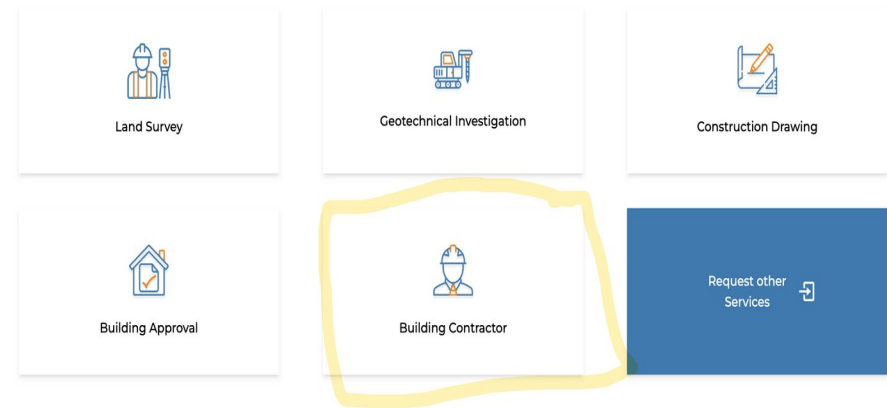 Land Survey
Geotechnical Investigation
Construction Drawing
Building Approval
Building Contractor
Request other
Services